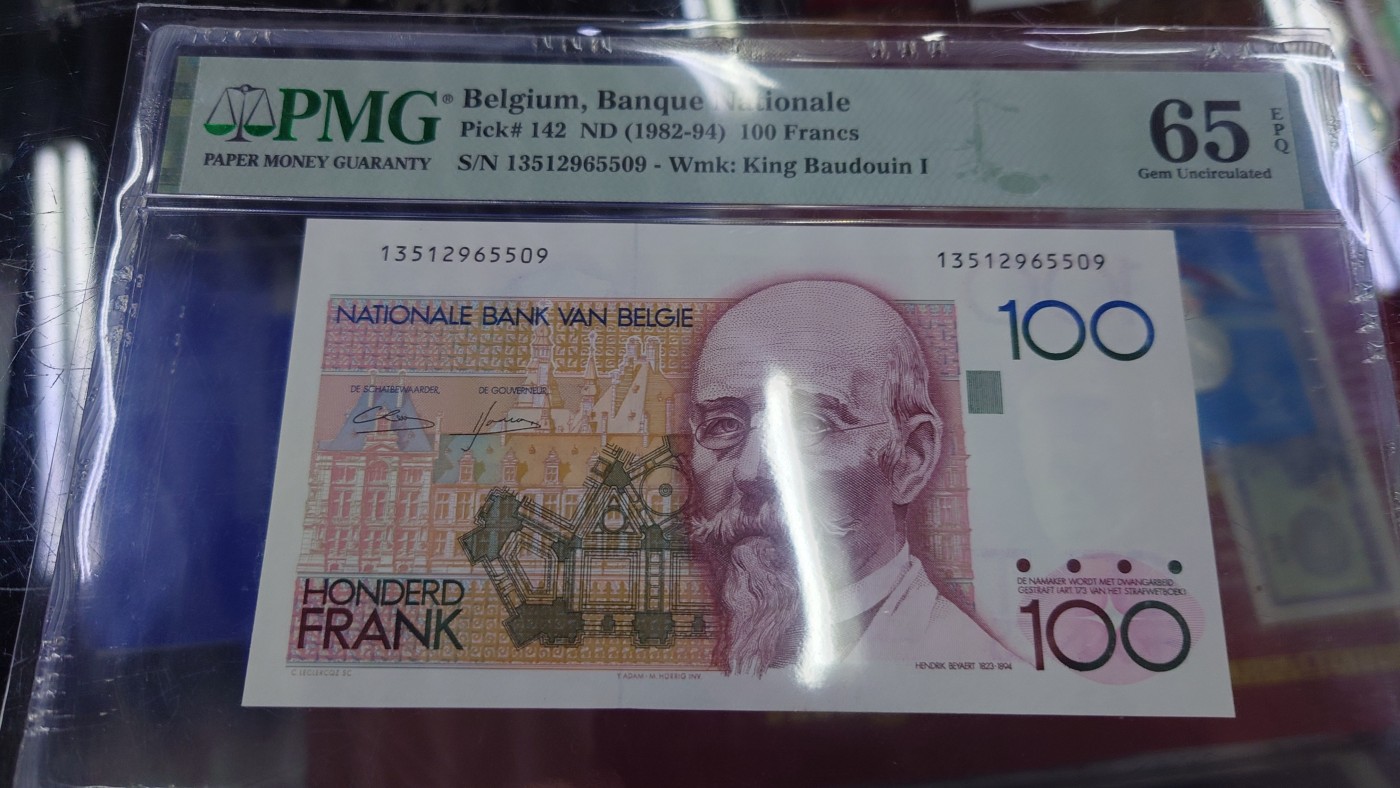 PMG®
PAPER MONEY GUARANTY
Belgium, Banque Nationale
Pick# 142 ND (1982-94) 100 Francs
S/N 13512965509 - Wmk: King Baudouin I
65
EPQ
Gem Uncirculated
13512965509
13512965509
NATIONALE BANK VAN BELGIE
100
DE SCHATBEWAARDER,
DE GOUVERNEUR,
DE NAMAKER WORDT MET DWANGARBEID
GESTRAFT (ART. 173 VAN HET STRAFWETBOEK)
HONDERD
FRANK
100
HENDRIK BEYAERT 1823-1894